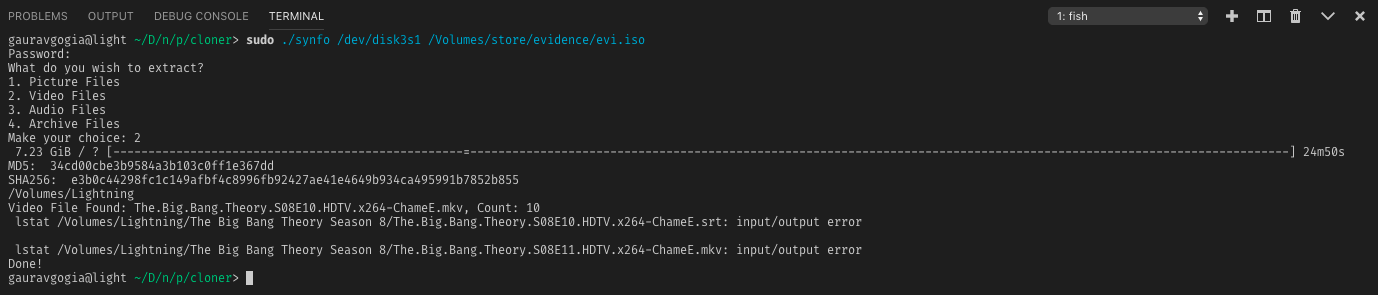 PROBLEMS OUTPUT DEBUG CONSOLE TERMINAL 1: fish
gauravgogia@light ~/D/n/p/cloner> sudo ./synfo /dev/disk3s1 /Volumes/store/evidence/evi.iso
Password:
What do you wish to extract?
1. Picture Files
2. Video Files
3. Audio Files
4. Archive Files
Make your choice: 2
7.23 GiB / ? [--------------------------------------------------=---------------------------------------------------------------------------------------------------------------------] 24m50s
MD5: 34cd00cbe3b9584a3b103c0ff1e367dd
SHA256: e3b0c44298fc1c149afbf4c8996fb92427ae41e4649b934ca495991b7852b855
/Volumes/Lightning
Video File Found: The.Big.Bang.Theory.S08E10.HDTV.x264-ChameE.mkv, Count: 10
lstat /Volumes/Lightning/The Big Bang Theory Season 8/The.Big.Bang.Theory.S08E10.HDTV.x264-ChameE.srt: input/output error
lstat /Volumes/Lightning/The Big Bang Theory Season 8/The.Big.Bang.Theory.S08E11.HDTV.x264-ChameE.mkv: input/output error
Done!
gauravgogia@light ~/D/n/p/cloner>